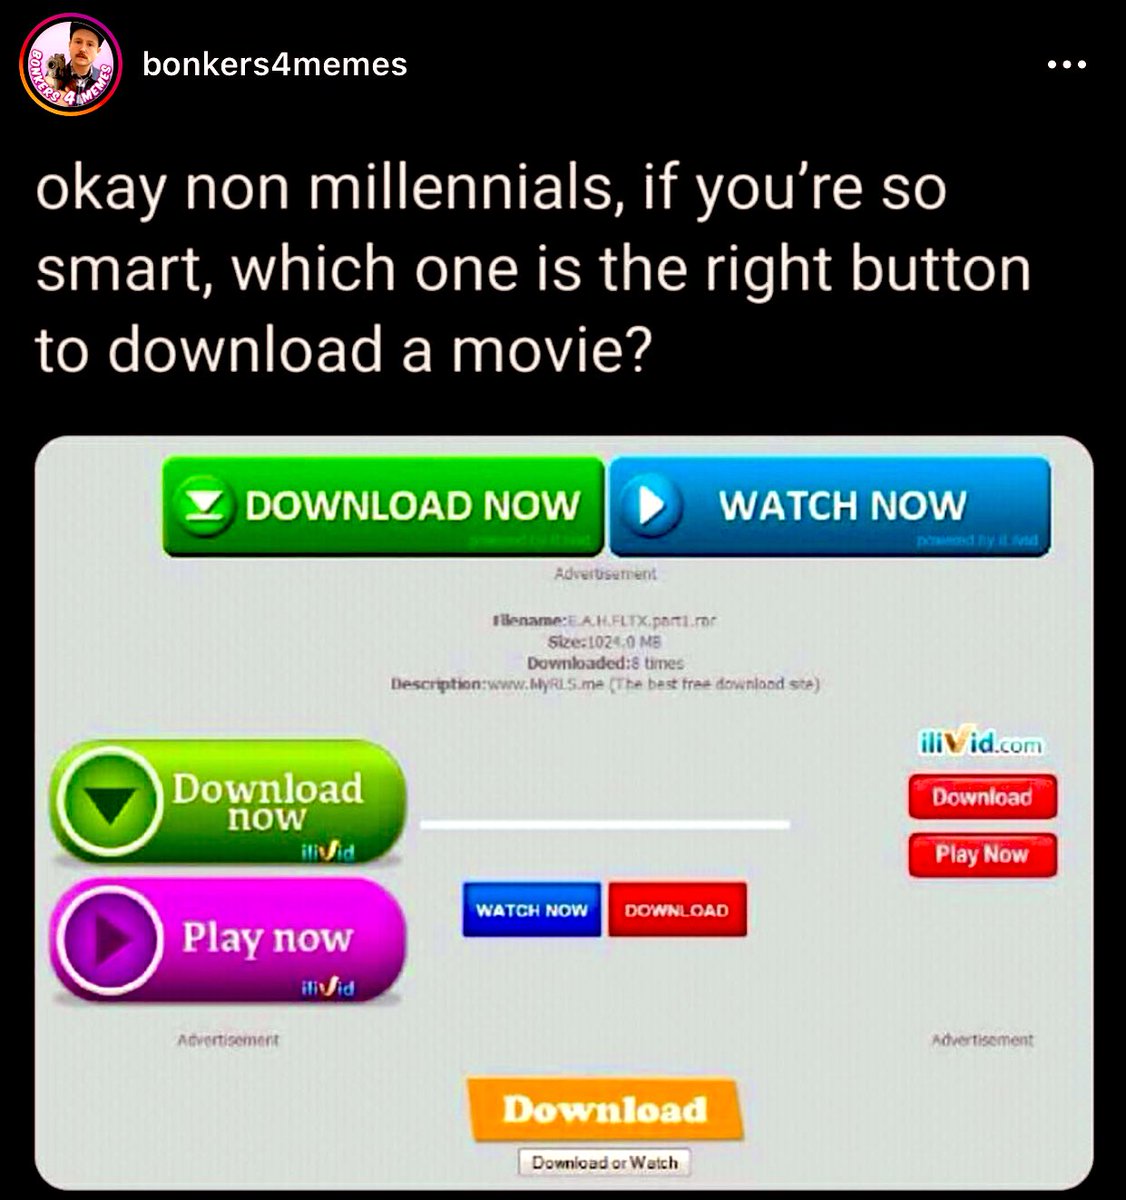 BONKERS 4 MEMES
bonkers4memes
okay non millennials, if you’re so
smart, which one is the right button
to download a movie?
DOWNLOAD NOW
powered by ilivid
WATCH NOW
powered by ilivid
Advertisement
Filename:E.A.H.FLTX.part1.rar
Size:1024.0 MB
Downloaded:8 times
Description:www.MyRLS.me (The best free download site)
Download
now
ilivid
Play now
ilivid
Advertisement
WATCH NOW
DOWNLOAD
ilivid.com
Download
Play Now
Advertisement
Download
Download or Watch